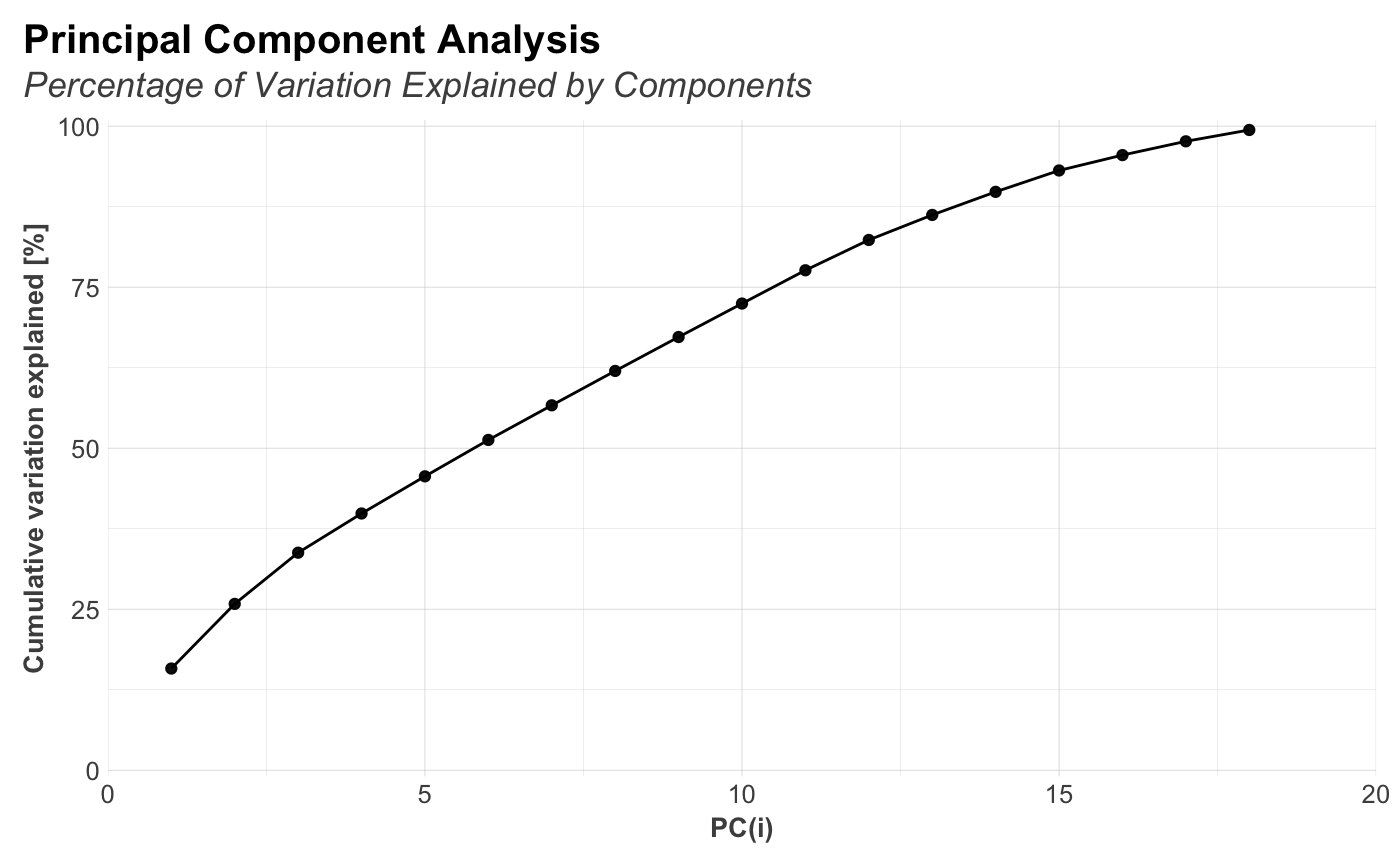 Principal Component Analysis
Percentage of Variation Explained by Components
Cumulative variation explained [%]
100
75
50
25
0
0 5 10 15 20
PC(i)